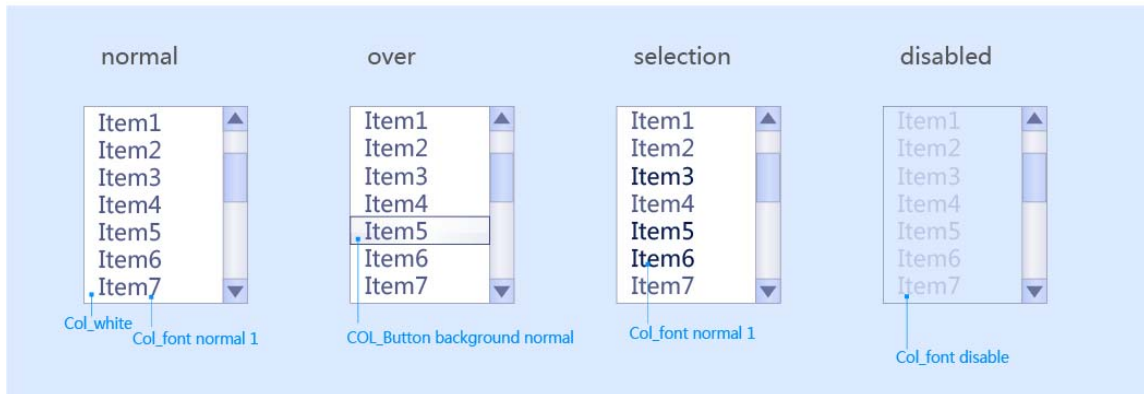 normal
over
selection
disabled
Item1
Item2
Item3
Item4
Item5
Item6
Item7
Col_white
Col_font normal 1
Item1
Item2
Item3
Item4
Item5
Item6
Item7
COL_Button background normal
Item1
Item2
Item3
Item4
Item5
Item6
Item7
Col_font normal 1
Item1
Item2
Item3
Item4
Item5
Item6
Item7
Col_font disable